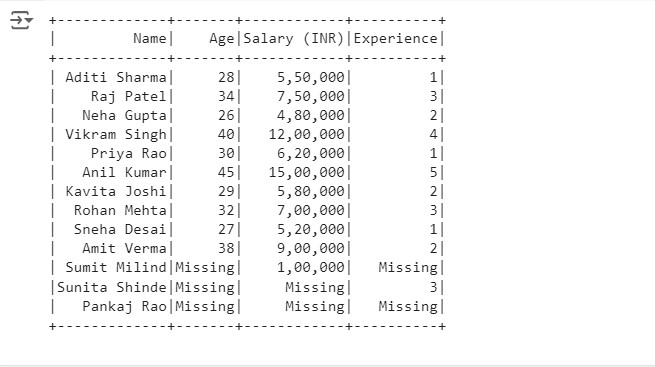 +-------------+-------+------------+----------+
|         Name|    Age|Salary (INR)|Experience|
+-------------+-------+------------+----------+
| Aditi Sharma|     28|    5,50,000|         1|
|    Raj Patel|     34|    7,50,000|         3|
|   Neha Gupta|     26|    4,80,000|         2|
| Vikram Singh|     40|   12,00,000|         4|
|    Priya Rao|     30|    6,20,000|         1|
|   Anil Kumar|     45|   15,00,000|         5|
| Kavita Joshi|     29|    5,80,000|         2|
|  Rohan Mehta|     32|    7,00,000|         3|
|  Sneha Desai|     27|    5,20,000|         1|
|   Amit Verma|     38|    9,00,000|         2|
| Sumit Milind|Missing|    1,00,000|   Missing|
|Sunita Shinde|Missing|     Missing|         3|
|   Pankaj Rao|Missing|     Missing|   Missing|
+-------------+-------+------------+----------+